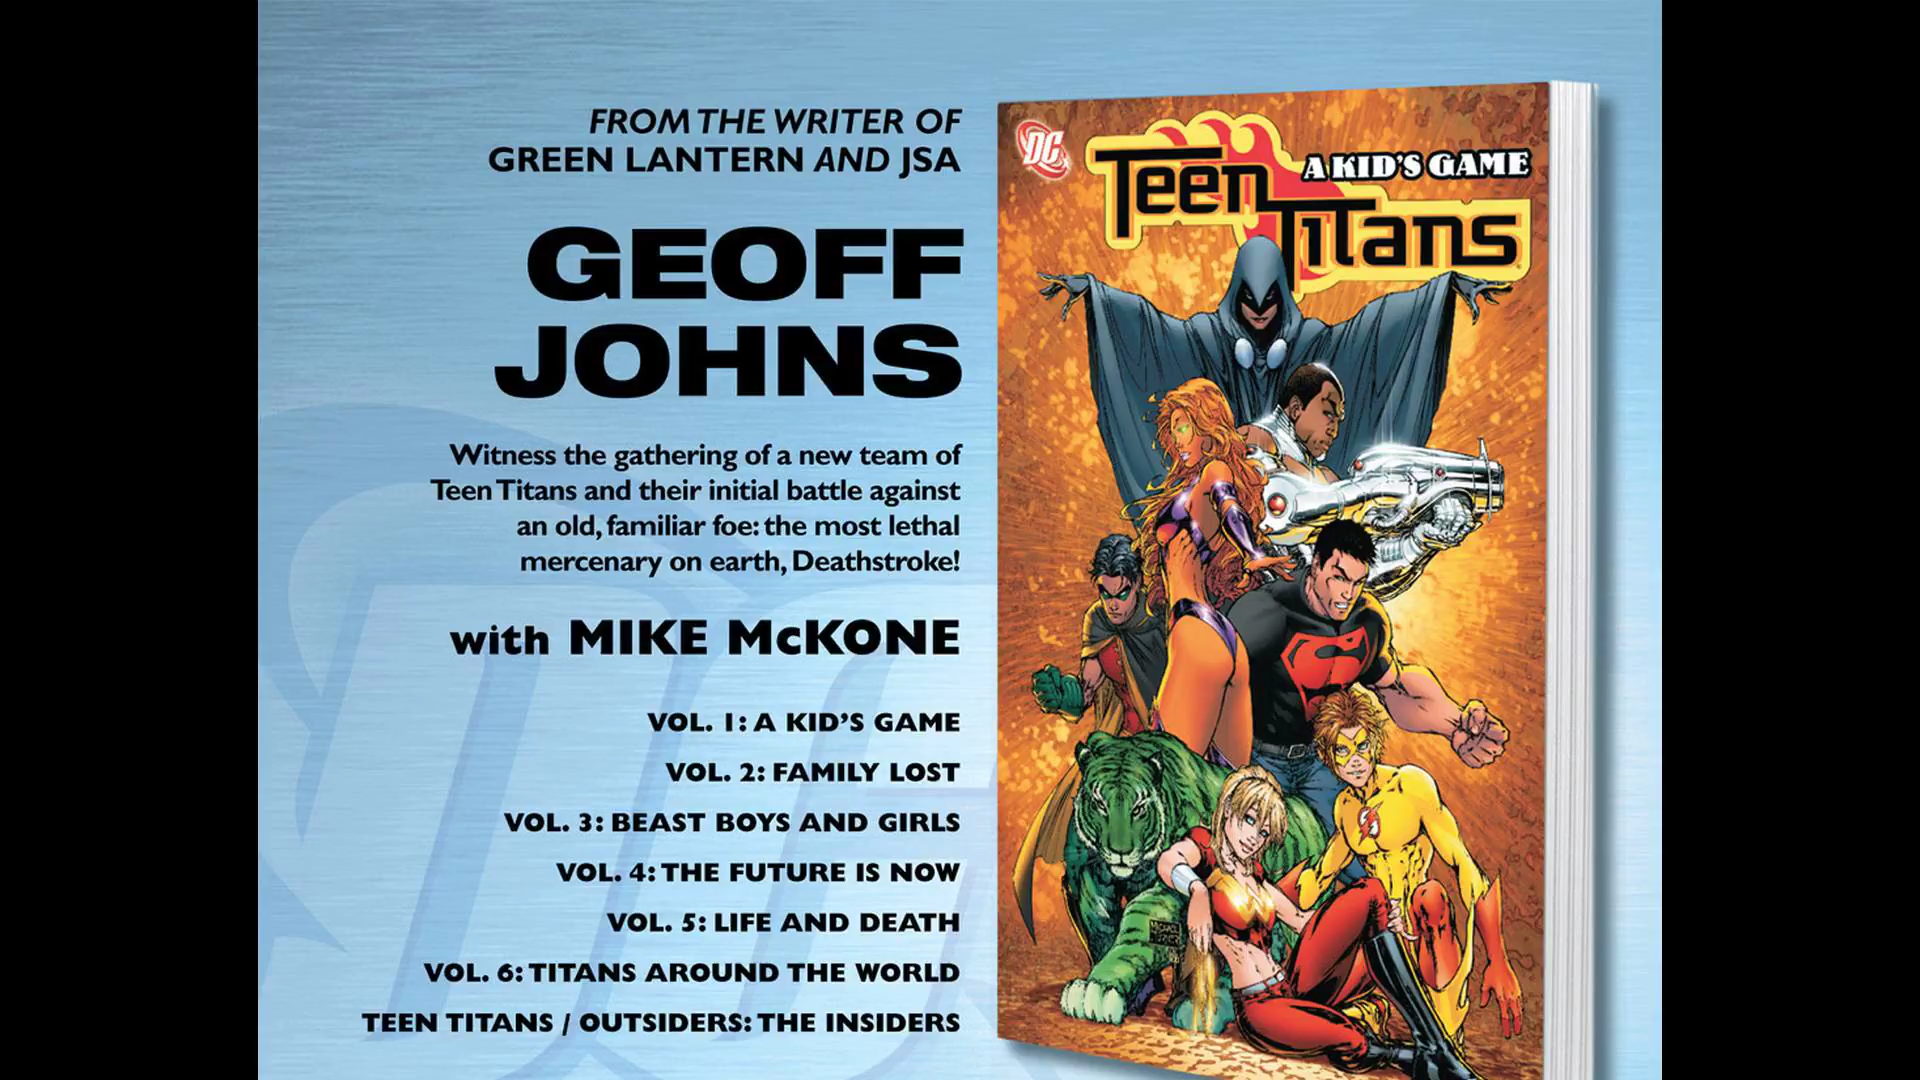 FROM THE WRITER OF
GREEN LANTERN AND JSA
GEOFF
JOHNS
Witness the gathering of a new team of
Teen Titans and their initial battle against
an old, familiar foe: the most lethal
mercenary on earth, Deathstroke!
with MIKE McKONE
VOL. 1: A KID'S GAME
VOL. 2: FAMILY LOST
VOL. 3: BEAST BOYS AND GIRLS
VOL. 4: THE FUTURE IS NOW
VOL. 5: LIFE AND DEATH
VOL. 6: TITANS AROUND THE WORLD
TEEN TITANS / OUTSIDERS: THE INSIDERS
DC
Teen
A KID'S GAME
Titans